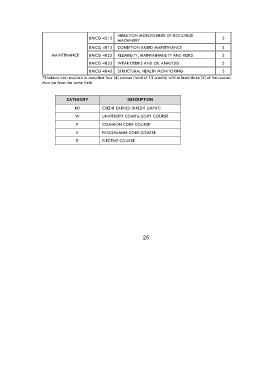 MAINTENANCE
BMCG 4313 VIBRATION MONITORING OF ROTATING MACHINERY 3
BMCG 4813 CONDITION BASED MAINTENANCE 3
BMCG 4823 RELIABILITY, MAINTAINABILITY AND RISKS 3
BMCG 4833 WEAR DEBRIS AND OIL ANALYSIS 3
BMCG 4843 STRUCTURAL HEALTH MONITORING 3
*Students are required to complete four (4) courses (total of 12 credits) with at least three (3) of the courses
must be from the same field.
CATEGORY DESCRIPTION
KD CREDIT EARNED (KREDIT DAPAT)
W UNIVERSITY COMPULSORY COURSE
P COMMON CORE COURSE
K PROGRAMME CORE COURSE
E ELECTIVE COURSE
25